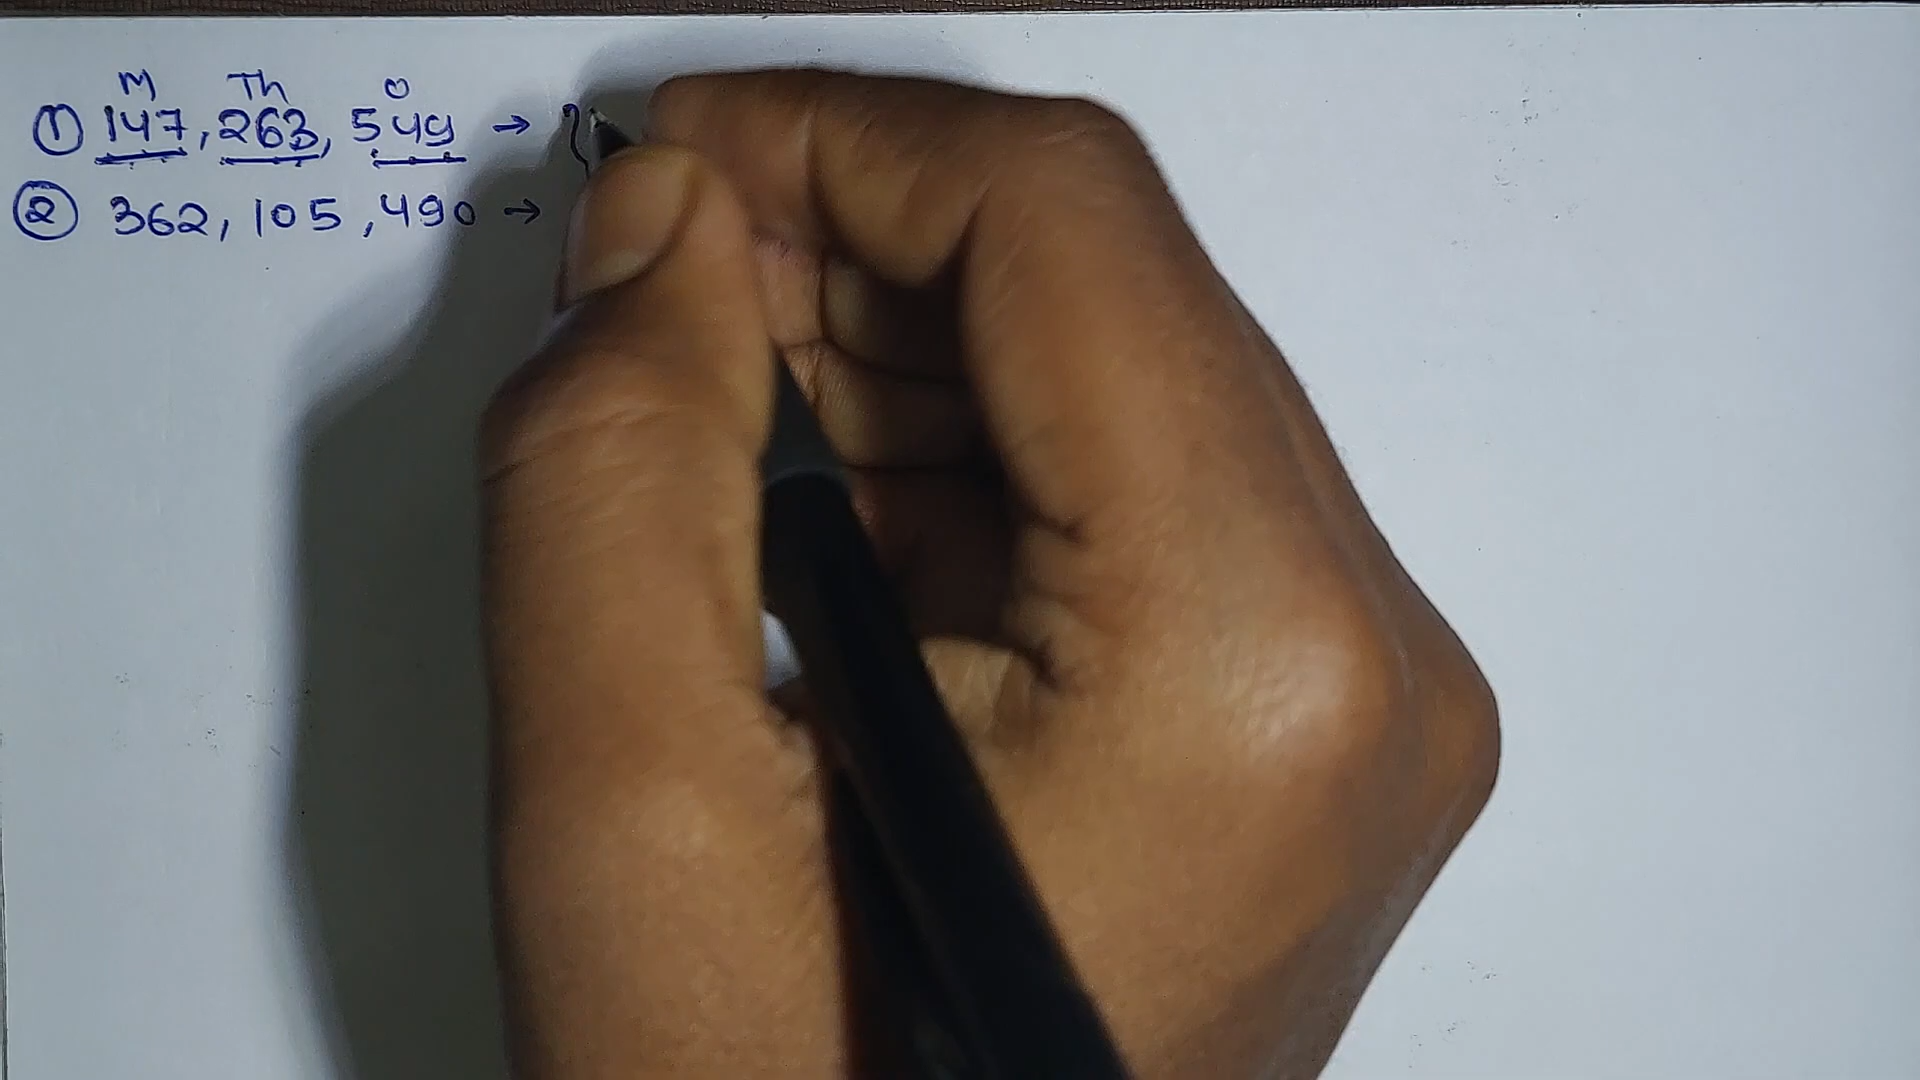 M Th O
① 147, 263, 549 →
② 362, 105, 490 →